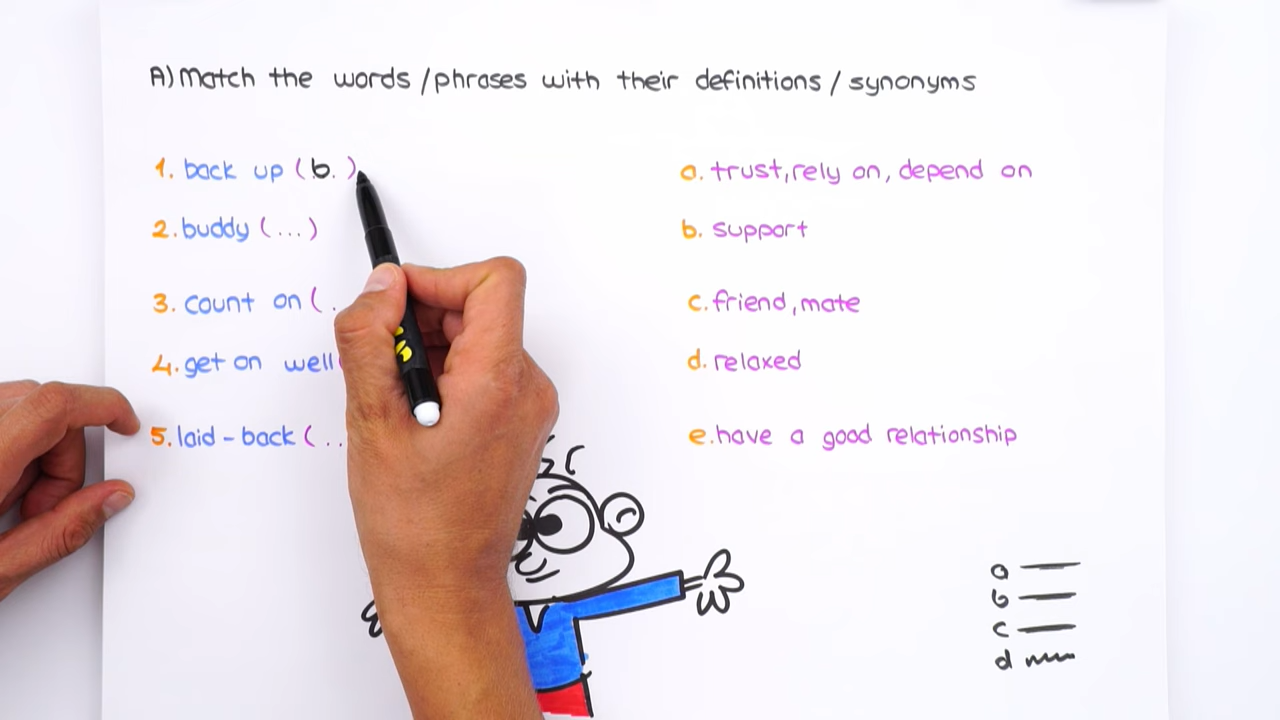 A) Match the words / phrases with their definitions / synonyms
1. back up (b. )
a. trust, rely on, depend on
2. buddy (...)
b. support
3. count on ( .
c. friend, mate
4. get on well (
d. relaxed
5. laid - back ( ..
e. have a good relationship
a
b
c
d